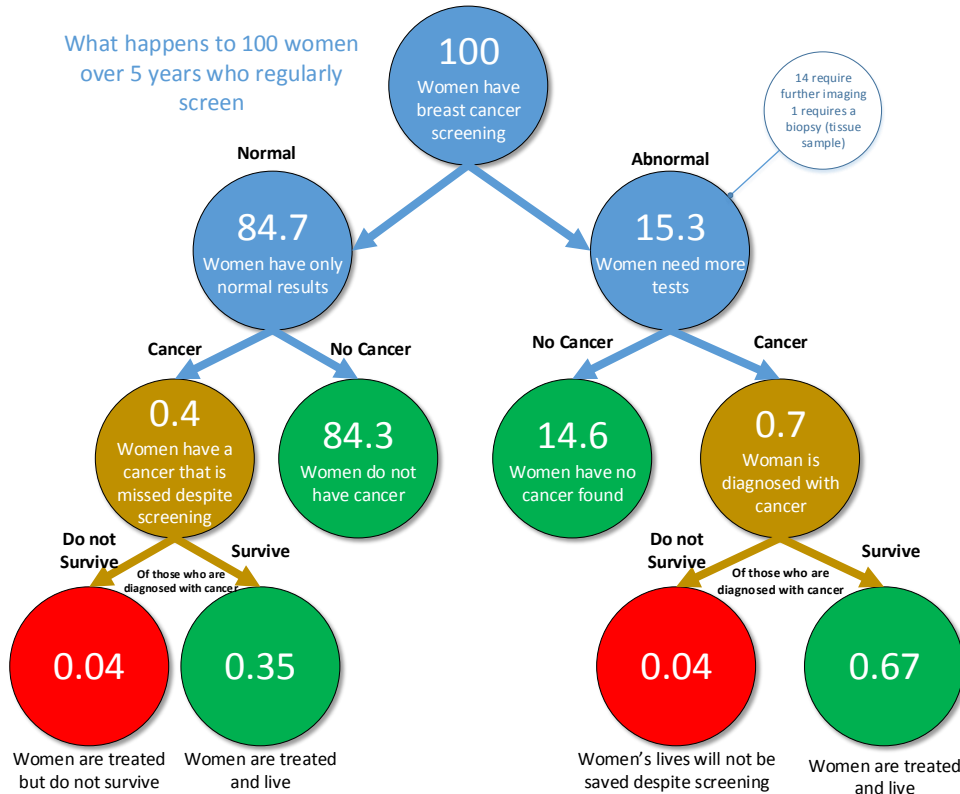 What happens to 100 women
over 5 years who regularly
screen
100
Women have
breast cancer
screening
14 require
further imaging
1 requires a
biopsy (tissue
sample)
Normal
Abnormal
84.7
Women have only
normal results
15.3
Women need more
tests
Cancer
No Cancer
No Cancer
Cancer
0.4
Women have a
cancer that is
missed despite
screening
84.3
Women do not
have cancer
14.6
Women have no
cancer found
0.7
Woman is
diagnosed with
cancer
Do not
Survive
Survive
Of those who are
diagnosed with cancer
Do not
Survive
Survive
Of those who are
diagnosed with cancer
0.04
0.35
0.04
0.67
Women are treated
but do not survive
Women are treated
and live
Women’s lives will not be
saved despite screening
Women are treated
and live